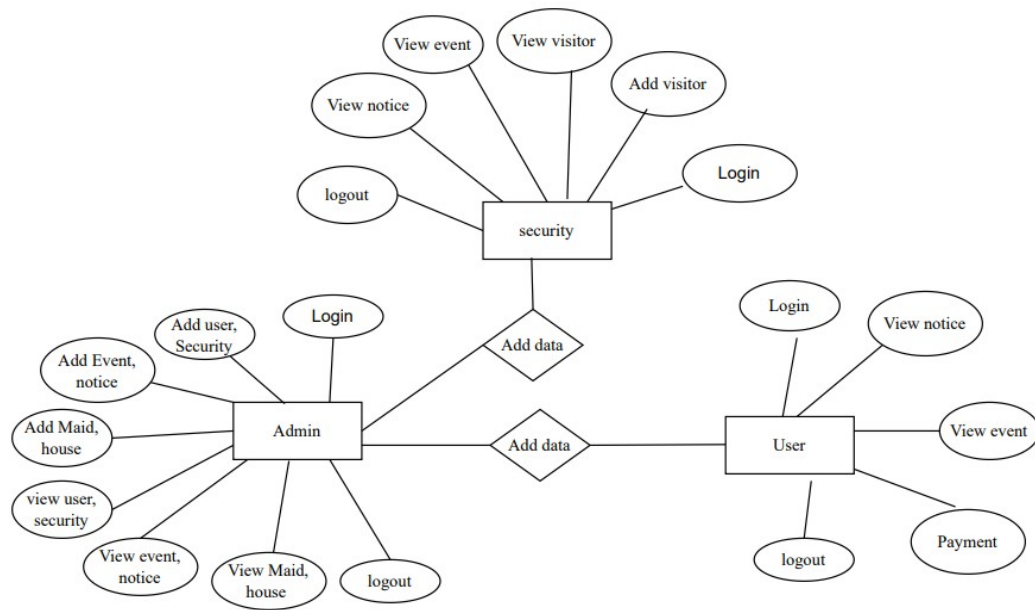 View event
View visitor
Add visitor
View notice
Login
logout
security
Add user,
Security
Login
Login
View notice
Add Event,
notice
Add data
Add Maid,
house
Admin
Add data
User
View event
view user,
security
View event,
notice
View Maid,
house
logout
logout
Payment